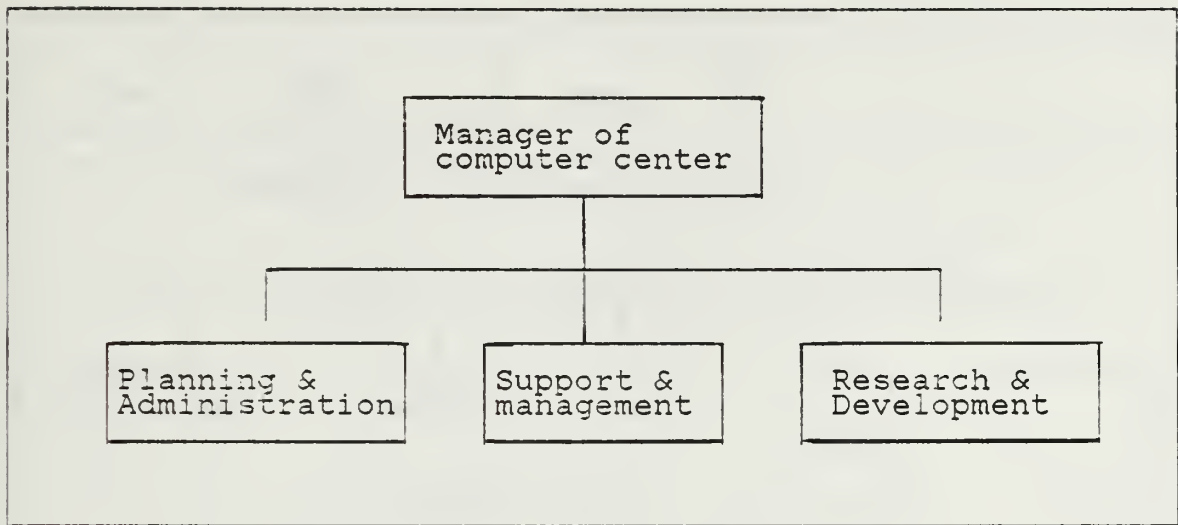 Manager of
computer center
Planning &
Administration
Support &
management
Research &
Development